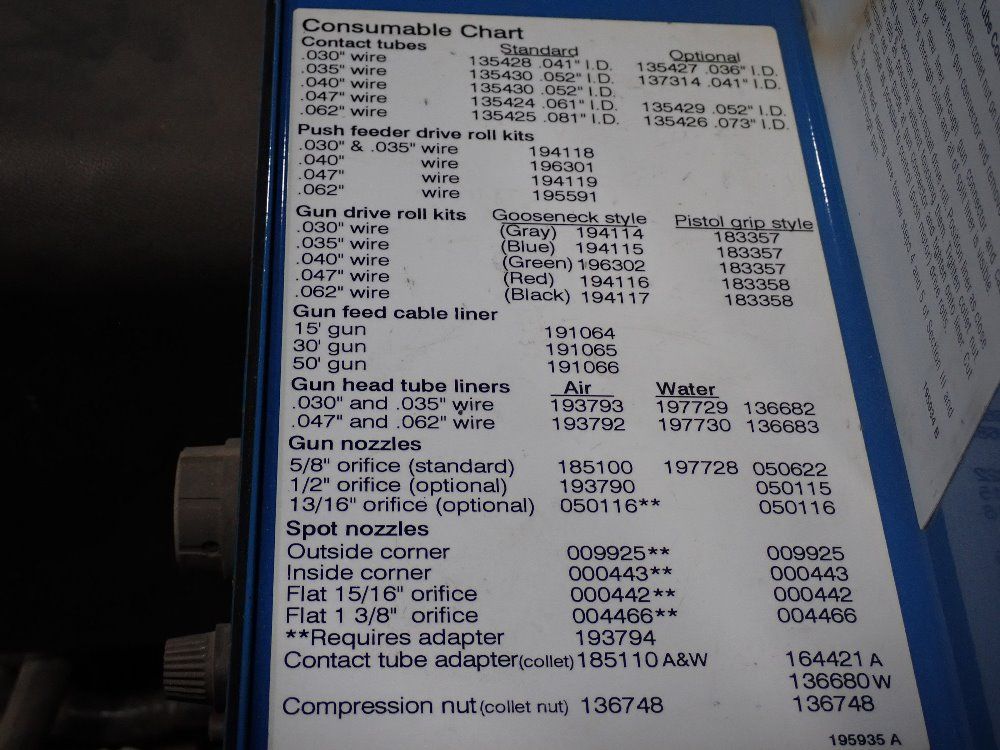 Consumable Chart
Contact tubes Standard Optional
.030" wire 135428 .041" I.D. 135427 .036" I.D.
.035" wire 135430 .052" I.D. 137314 .041" I.D.
.040" wire 135430 .052" I.D.
.047" wire 135424 .061" I.D. 135429 .052" I.D.
.062" wire 135425 .081" I.D. 135426 .073" I.D.
Push feeder drive roll kits
.030" & .035" wire 194118
.040" wire 196301
.047" wire 194119
.062" wire 195591
Gun drive roll kits Gooseneck style Pistol grip style
.030" wire (Gray) 194114 183357
.035" wire (Blue) 194115 183357
.040" wire (Green) 196302 183357
.047" wire (Red) 194116 183358
.062" wire (Black) 194117 183358
Gun feed cable liner
15' gun 191064
30' gun 191065
50' gun 191066
Gun head tube liners Air Water
.030" and .035" wire 193793 197729 136682
.047" and .062" wire 193792 197730 136683
Gun nozzles
5/8" orifice (standard) 185100 197728 050622
1/2" orifice (optional) 193790 050115
13/16" orifice (optional) 050116** 050116
Spot nozzles
Outside corner 009925** 009925
Inside corner 000443** 000443
Flat 15/16" orifice 000442** 000442
Flat 1 3/8" orifice 004466** 004466
**Requires adapter 193794
Contact tube adapter(collet) 185110 A&W 164421 A
136680 W
Compression nut (collet nut) 136748 136748
195935 A